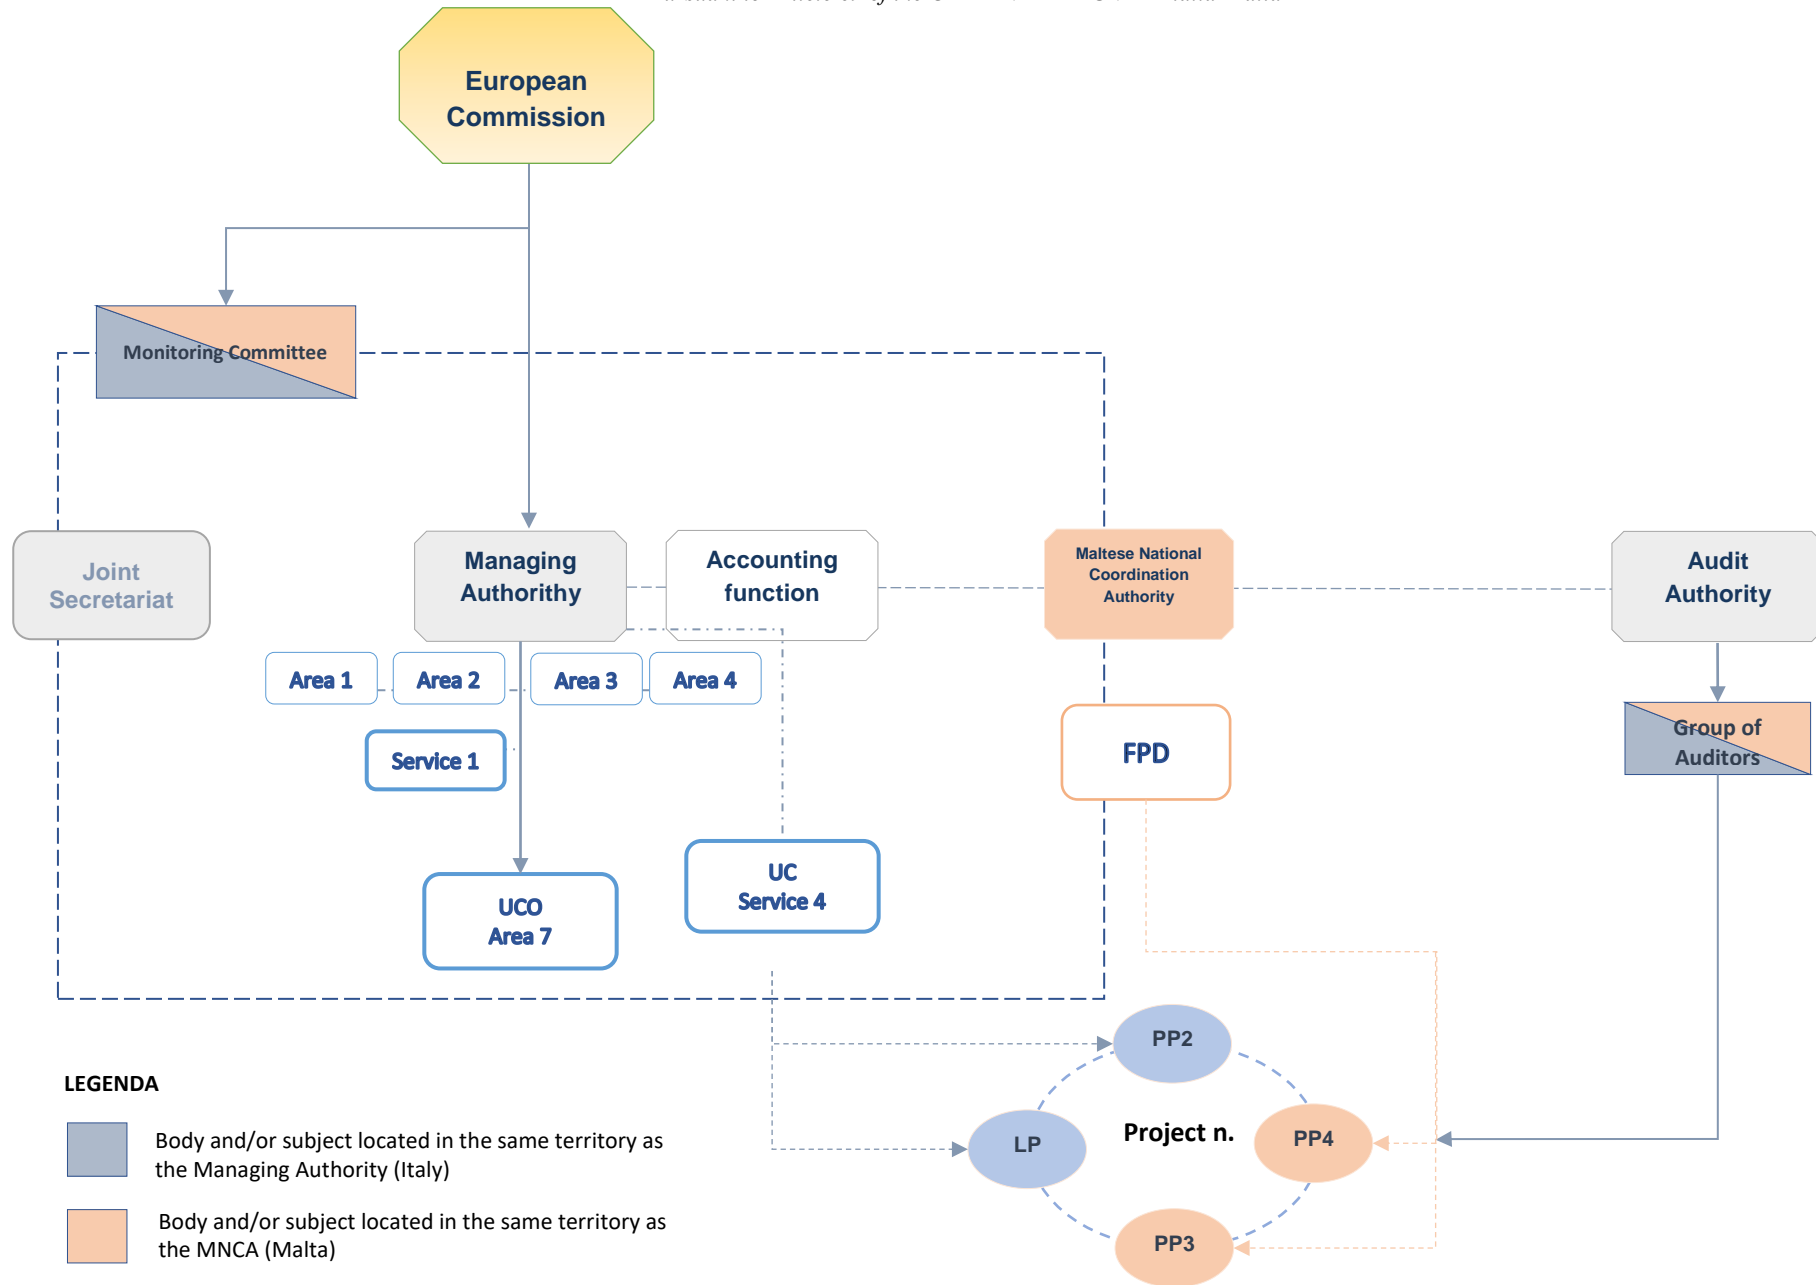 European
Commission
Monitoring Committee
Joint
Secretariat
Managing
Authorithy
Accounting
function
Maltese National
Coordination
Authority
Audit
Authority
Area 1
Area 2
Area 3
Area 4
Service 1
FPD
Group of
Auditors
UC
Service 4
UCO
Area 7
PP2
LP
Project n.
PP4
PP3
LEGENDA
Body and/or subject located in the same territory as
the Managing Authority (Italy)
Body and/or subject located in the same territory as
the MNCA (Malta)